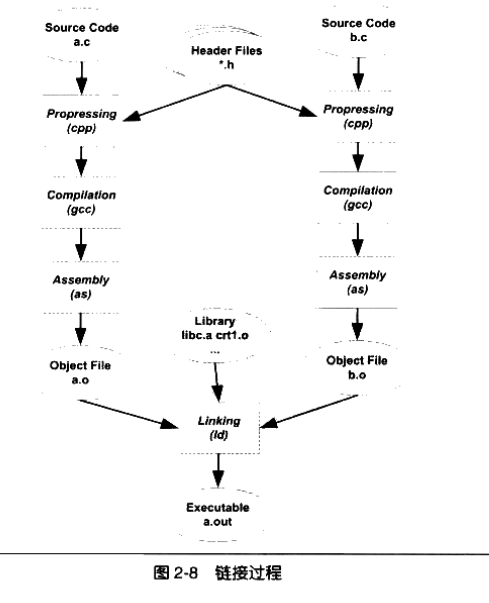 Source Code
a.c
Header Files
*.h
Source Code
b.c
Propressing
(cpp)
Propressing
(cpp)
Compilation
(gcc)
Compilation
(gcc)
Assembly
(as)
Assembly
(as)
Library
libc.a crt1.o
...
Object File
a.o
Object File
b.o
Linking
(ld)
Executable
a.out
图 2-8 链接过程